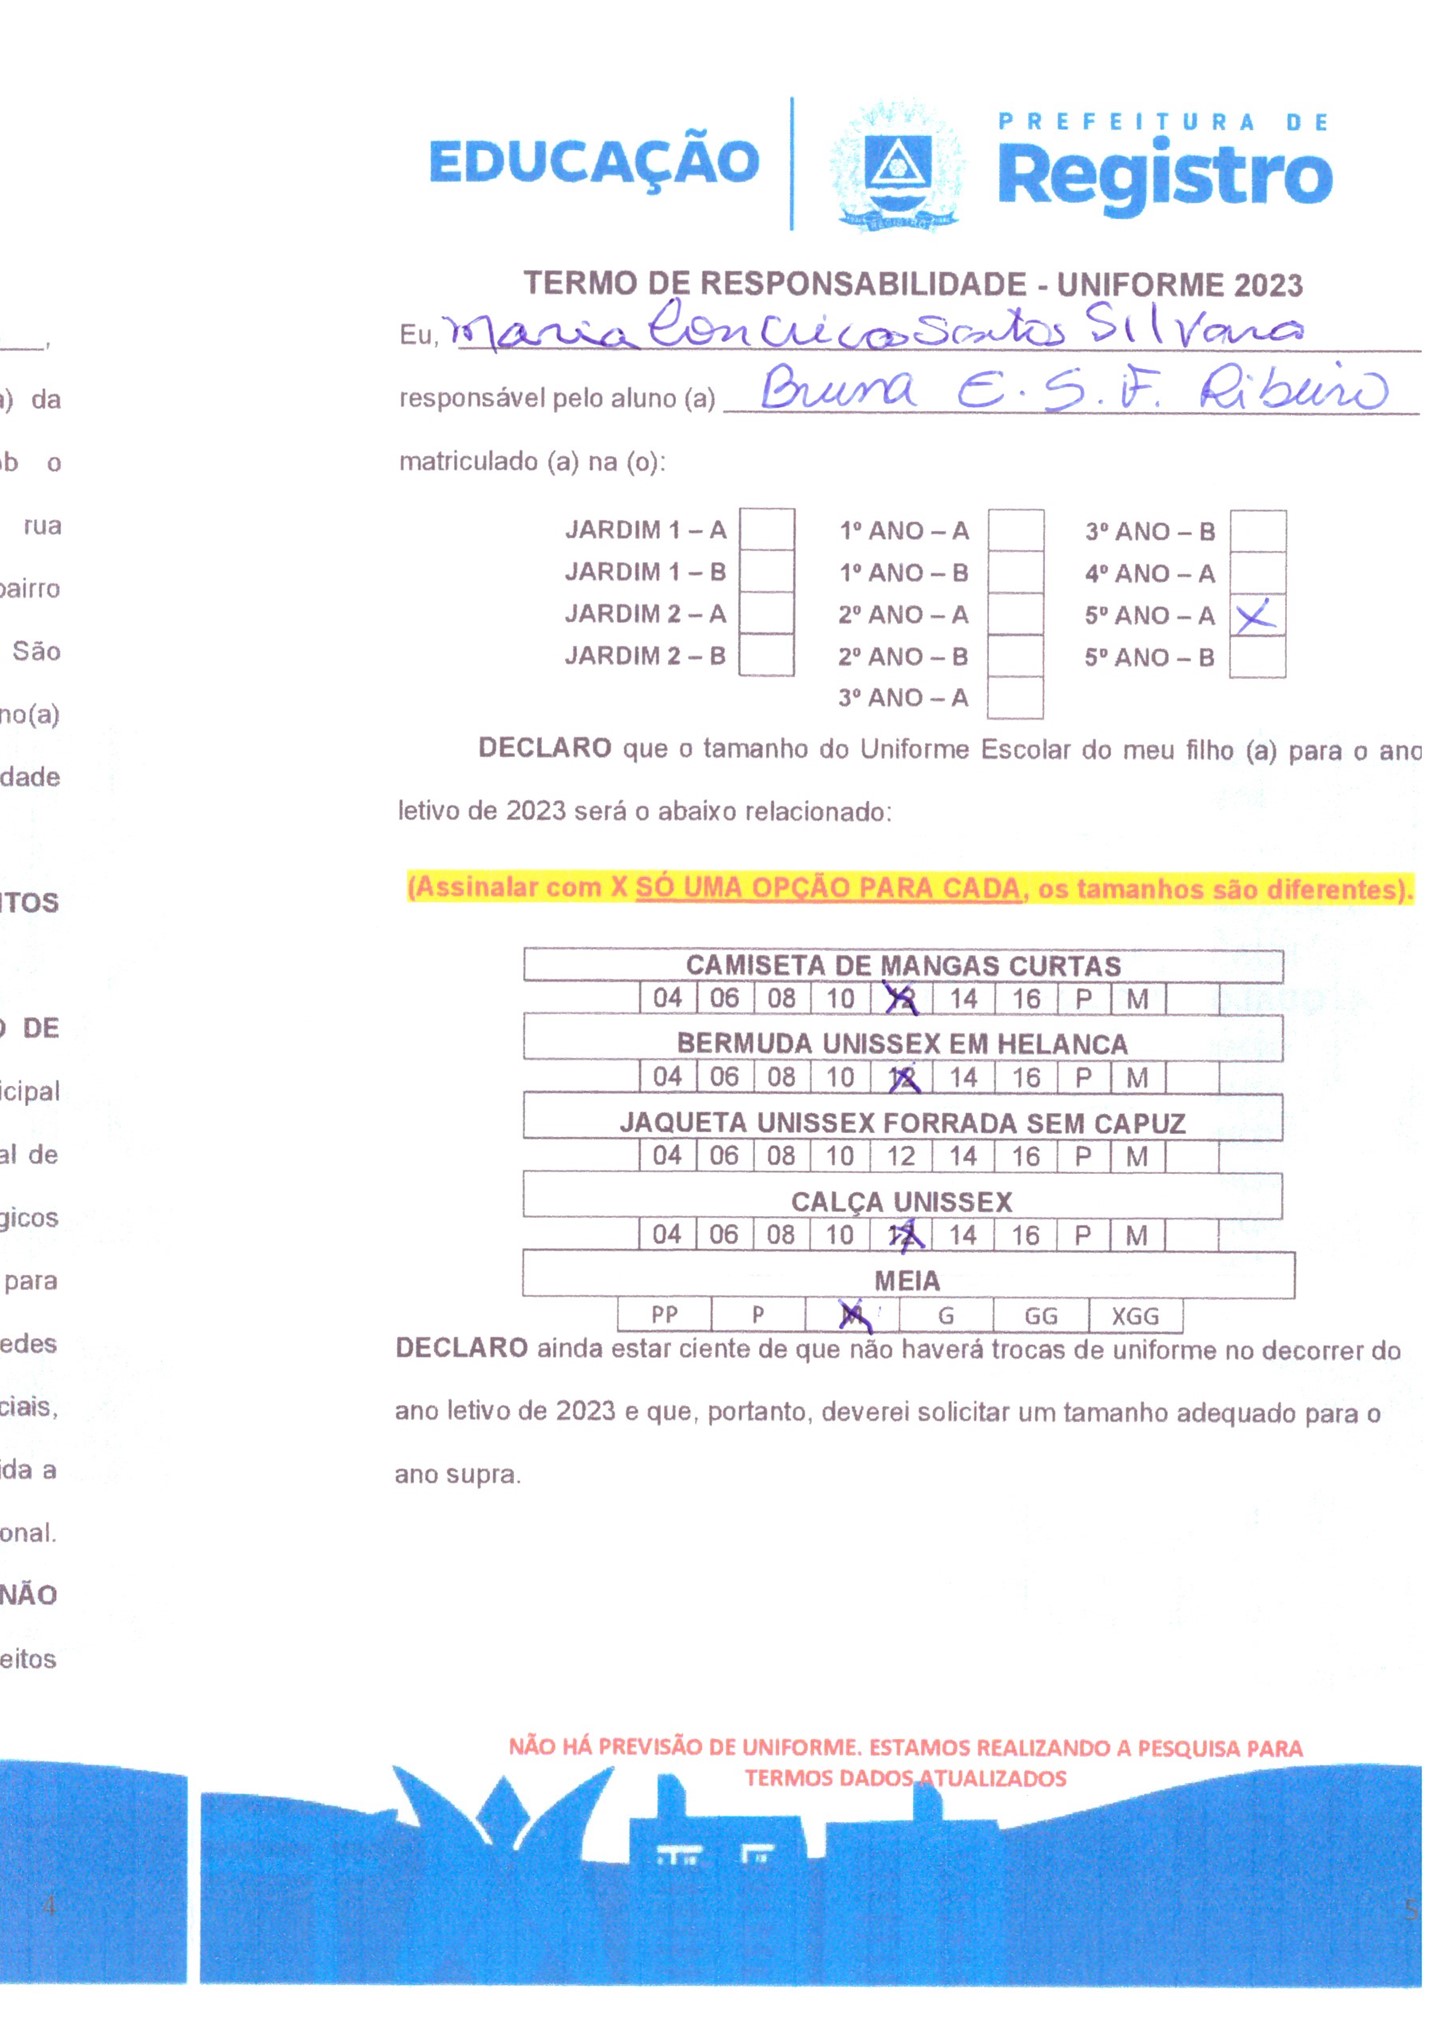 EDUCAÇÃO
PREFEITURA DE
Registro
REGISTRO
TERMO DE RESPONSABILIDADE - UNIFORME 2023
Eu, Maria Santos Silvana
responsável pelo aluno (a) Bruna E. S. F. Ribeiro
matriculado (a) na (o):
JARDIM 1 – A 1º ANO – A 3º ANO – B
JARDIM 1 – B 1º ANO – B 4º ANO – A
JARDIM 2 – A 2º ANO – A 5º ANO – A X
JARDIM 2 – B 2º ANO – B 5º ANO – B
3º ANO – A
DECLARO que o tamanho do Uniforme Escolar do meu filho (a) para o ano
letivo de 2023 será o abaixo relacionado:
(Assinalar com X SÓ UMA OPÇÃO PARA CADA, os tamanhos são diferentes).
CAMISETA DE MANGAS CURTAS
04 06 08 10 12 14 16 P M
BERMUDA UNISSEX EM HELANCA
04 06 08 10 12 14 16 P M
JAQUETA UNISSEX FORRADA SEM CAPUZ
04 06 08 10 12 14 16 P M
CALÇA UNISSEX
04 06 08 10 12 14 16 P M
MEIA
PP P M G GG XGG
DECLARO ainda estar ciente de que não haverá trocas de uniforme no decorrer do
ano letivo de 2023 e que, portanto, deverei solicitar um tamanho adequado para o
ano supra.
NÃO HÁ PREVISÃO DE UNIFORME. ESTAMOS REALIZANDO A PESQUISA PARA
TERMOS DADOS ATUALIZADOS
5
) da
b o
rua
bairro
São
no(a)
dade
TOS
O DE
icipal
al de
gicos
para
edes
ciais,
ida a
onal.
NÃO
eitos
4